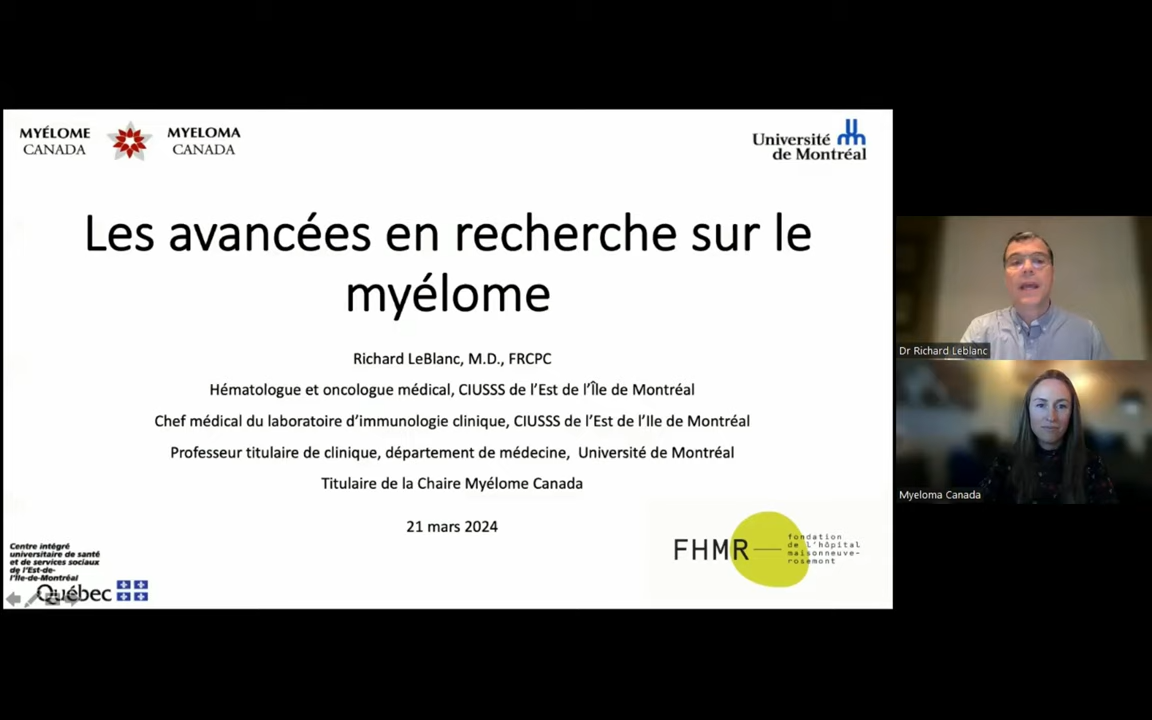 MYÉLOME
CANADA
MYELOMA
CANADA
Université
de Montréal
Les avancées en recherche sur le
myélome
Richard LeBlanc, M.D., FRCPC
Hématologue et oncologue médical, CIUSSS de l’Est de l’Île de Montréal
Chef médical du laboratoire d’immunologie clinique, CIUSSS de l’Est de l’Ile de Montréal
Professeur titulaire de clinique, département de médecine, Université de Montréal
Titulaire de la Chaire Myélome Canada
21 mars 2024
Centre intégré
universitaire de santé
et de services sociaux
de l'Est-de-
l'Île-de-Montréal
Québec
FHMR
fondation
de l'hôpital
maisonneuve-
rosemont
Dr Richard Leblanc
Myeloma Canada